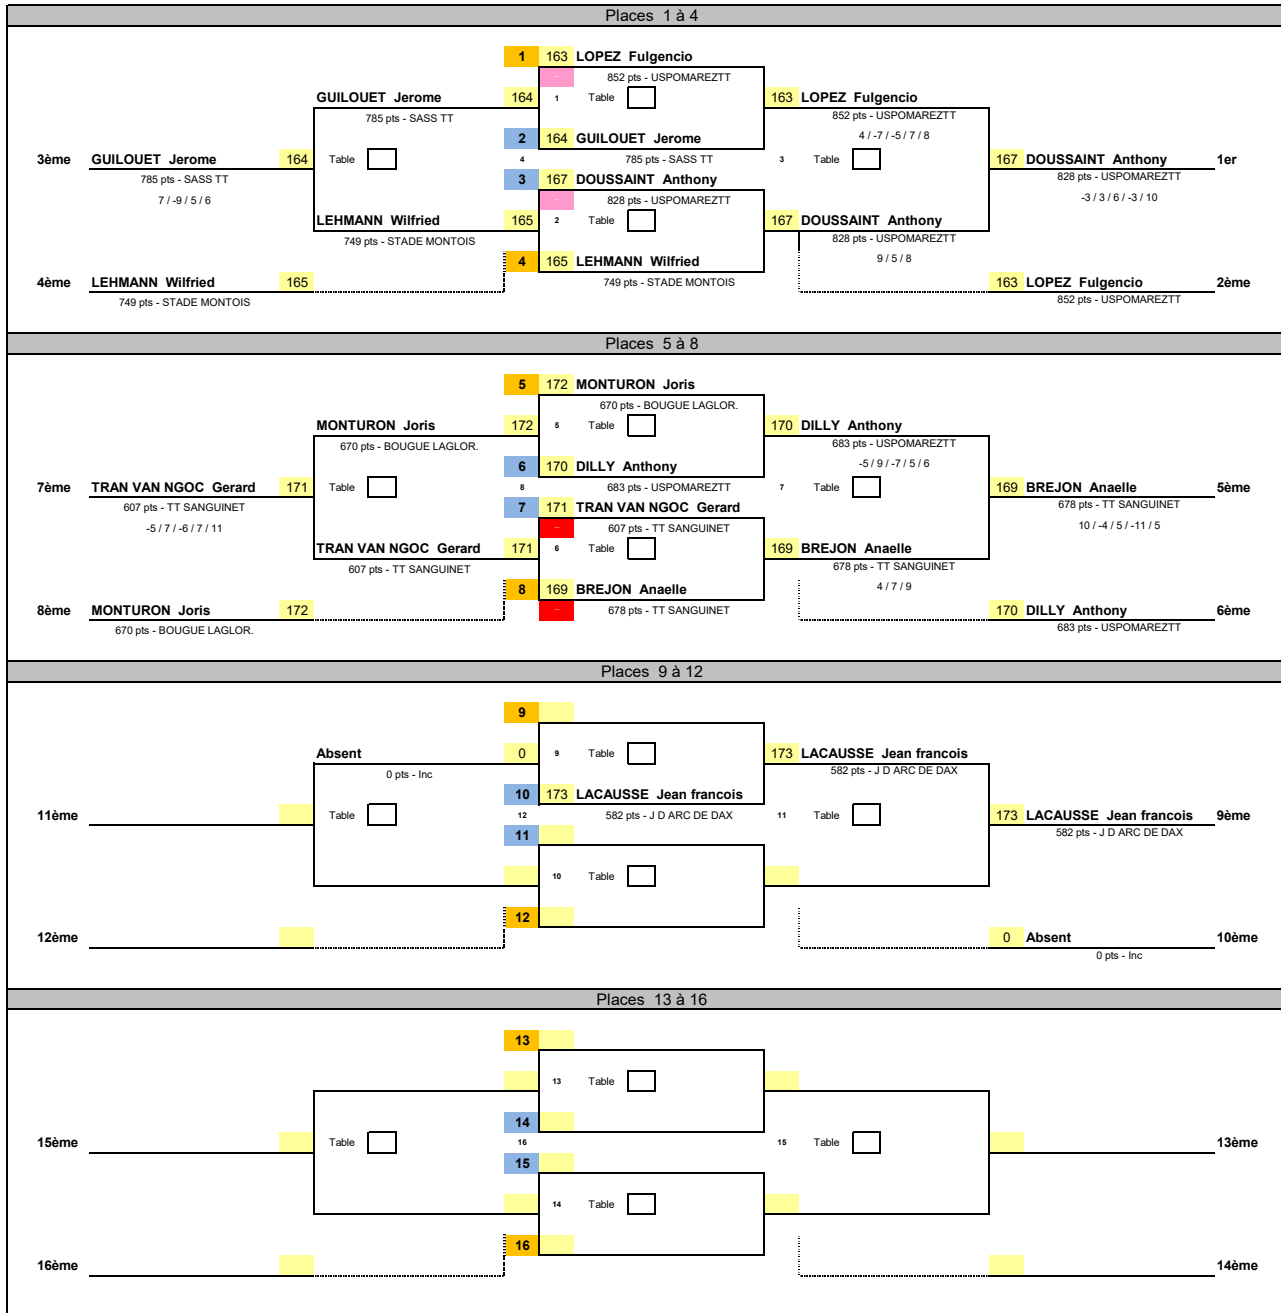 Places 1 à 4
1 163 LOPEZ Fulgencio
852 pts - USPOMAREZTT
GUILOUET Jerome 164 1 Table 163 LOPEZ Fulgencio
785 pts - SASS TT 852 pts - USPOMAREZTT
2 164 GUILOUET Jerome 4 / -7 / -5 / 7 / 8
3ème GUILOUET Jerome 164 Table 4 785 pts - SASS TT 3 Table 167 DOUSSAINT Anthony 1er
785 pts - SASS TT 3 167 DOUSSAINT Anthony 828 pts - USPOMAREZTT
7 / -9 / 5 / 6 828 pts - USPOMAREZTT -3 / 3 / 6 / -3 / 10
LEHMANN Wilfried 165 2 Table 167 DOUSSAINT Anthony
749 pts - STADE MONTOIS 828 pts - USPOMAREZTT
4 165 LEHMANN Wilfried 9 / 5 / 8
4ème LEHMANN Wilfried 165 749 pts - STADE MONTOIS 163 LOPEZ Fulgencio 2ème
749 pts - STADE MONTOIS 852 pts - USPOMAREZTT
Places 5 à 8
5 172 MONTURON Joris
670 pts - BOUGUE LAGLOR.
MONTURON Joris 172 5 Table 170 DILLY Anthony
670 pts - BOUGUE LAGLOR. 683 pts - USPOMAREZTT
6 170 DILLY Anthony -5 / 9 / -7 / 5 / 6
7ème TRAN VAN NGOC Gerard 171 Table 8 683 pts - USPOMAREZTT 7 Table 169 BREJON Anaelle 5ème
607 pts - TT SANGUINET 7 171 TRAN VAN NGOC Gerard 678 pts - TT SANGUINET
-5 / 7 / -6 / 7 / 11 607 pts - TT SANGUINET 10 / -4 / 5 / -11 / 5
TRAN VAN NGOC Gerard 171 6 Table 169 BREJON Anaelle
607 pts - TT SANGUINET 678 pts - TT SANGUINET
8 169 BREJON Anaelle 4 / 7 / 9
8ème MONTURON Joris 172 678 pts - TT SANGUINET 170 DILLY Anthony 6ème
670 pts - BOUGUE LAGLOR. 683 pts - USPOMAREZTT
Places 9 à 12
9
Absent 0 9 Table 173 LACAUSSE Jean francois
0 pts - Inc 582 pts - J D ARC DE DAX
10 173 LACAUSSE Jean francois
11ème Table 12 582 pts - J D ARC DE DAX 11 Table 173 LACAUSSE Jean francois 9ème
11 582 pts - J D ARC DE DAX
10 Table
12
12ème 0 Absent 10ème
0 pts - Inc
Places 13 à 16
13
13 Table
14
15ème Table 16 15 Table 13ème
15
14 Table
16
16ème 14ème